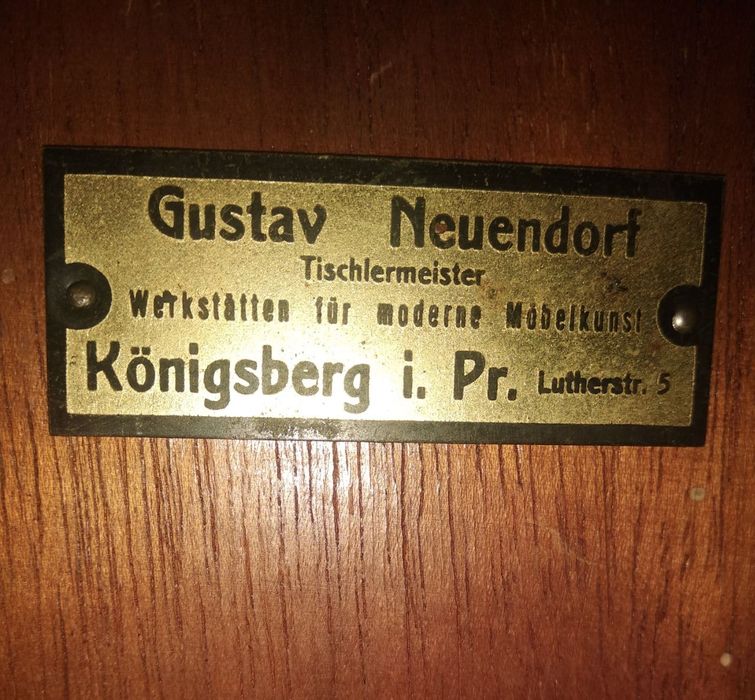 Gustav Neuendorf
Tischlermeister
Werkstätten für moderne Möbelkunst
Königsberg i. Pr. Lutherstr. 5